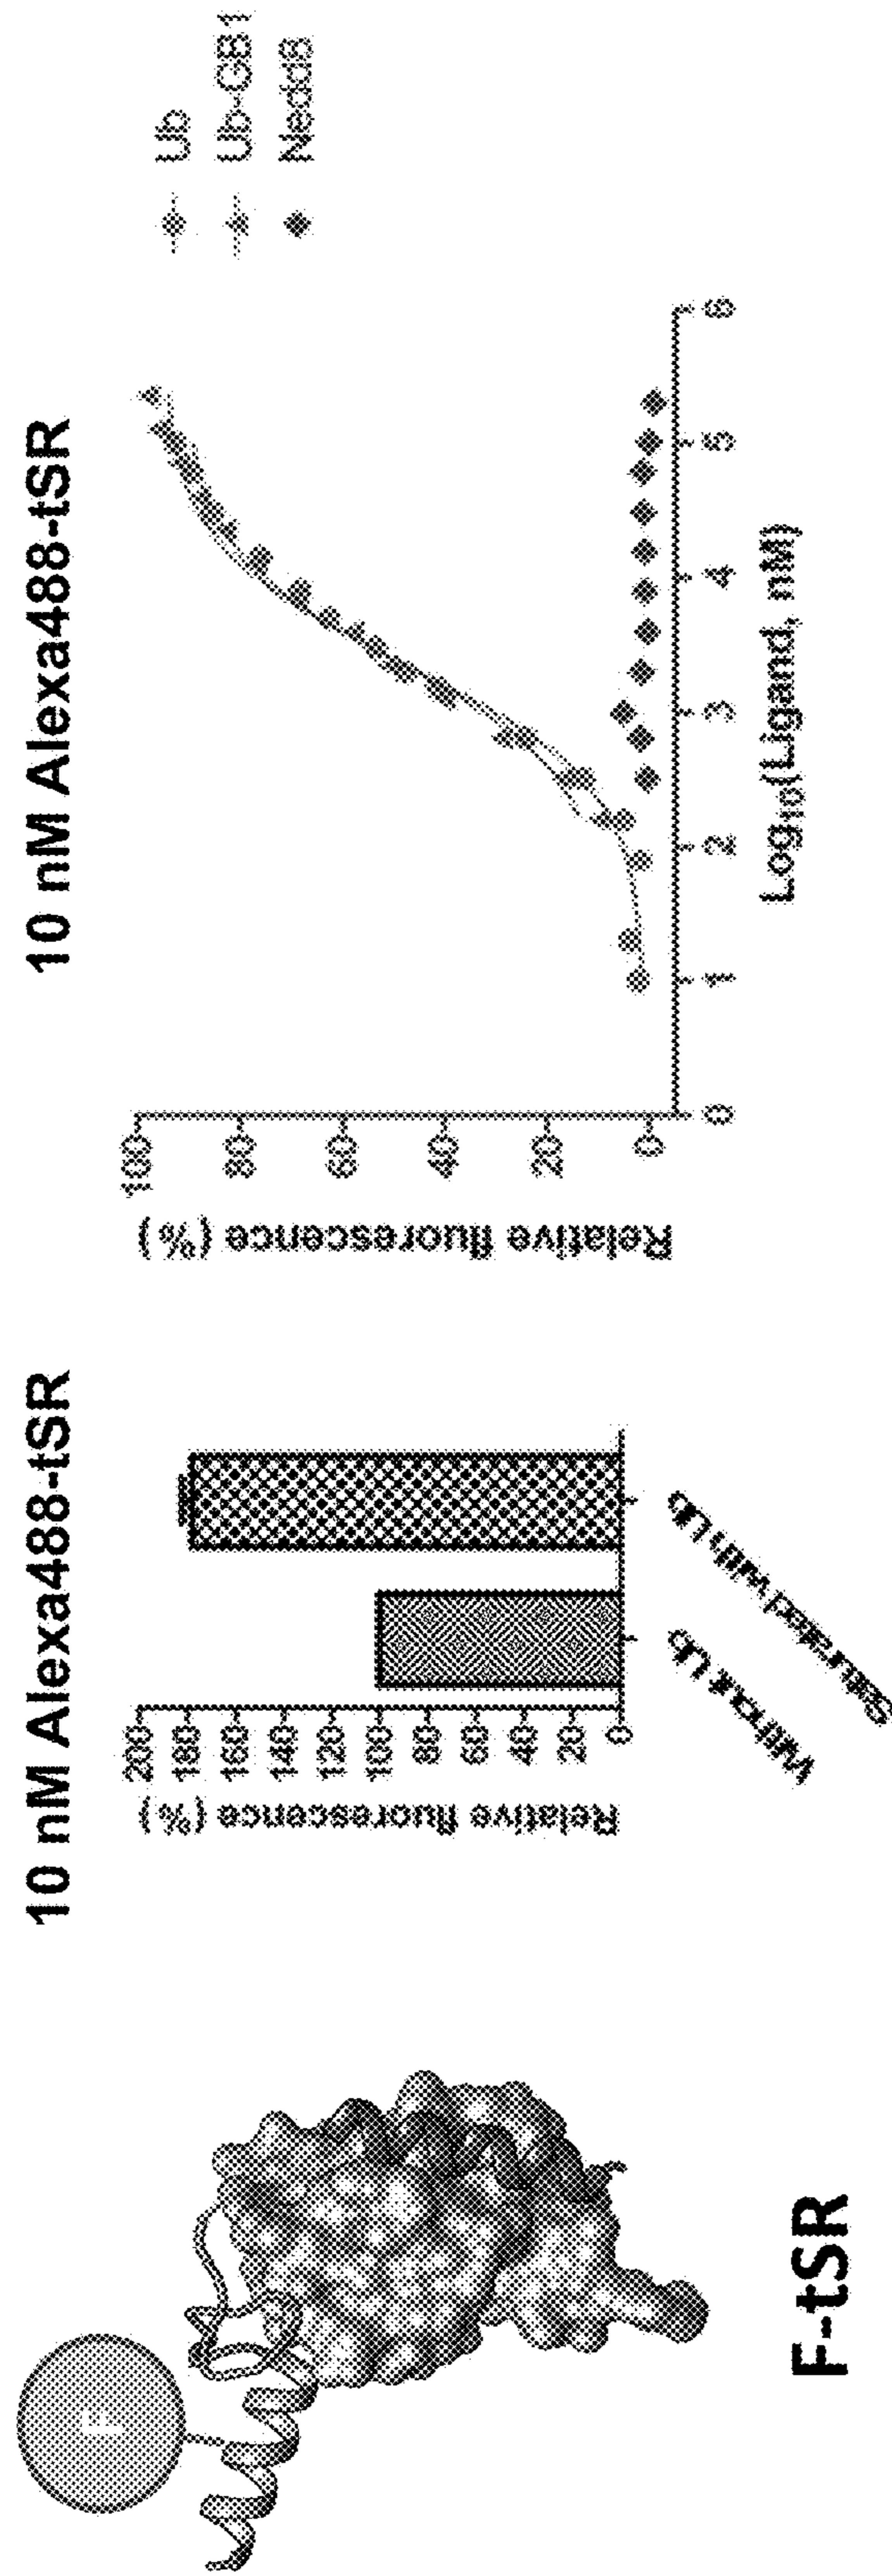 F
F-tSR
10 nM Alexa488-tSR
Relative fluorescence (%)
200
180
160
140
120
100
80
60
40
20
0
Without Ub
Saturated with Ub
10 nM Alexa488-tSR
Relative fluorescence (%)
100
80
60
40
20
0
0 1 2 3 4 5 6
Log10(Ligand, nM)
Ub
Ub-GB1
Nedd8